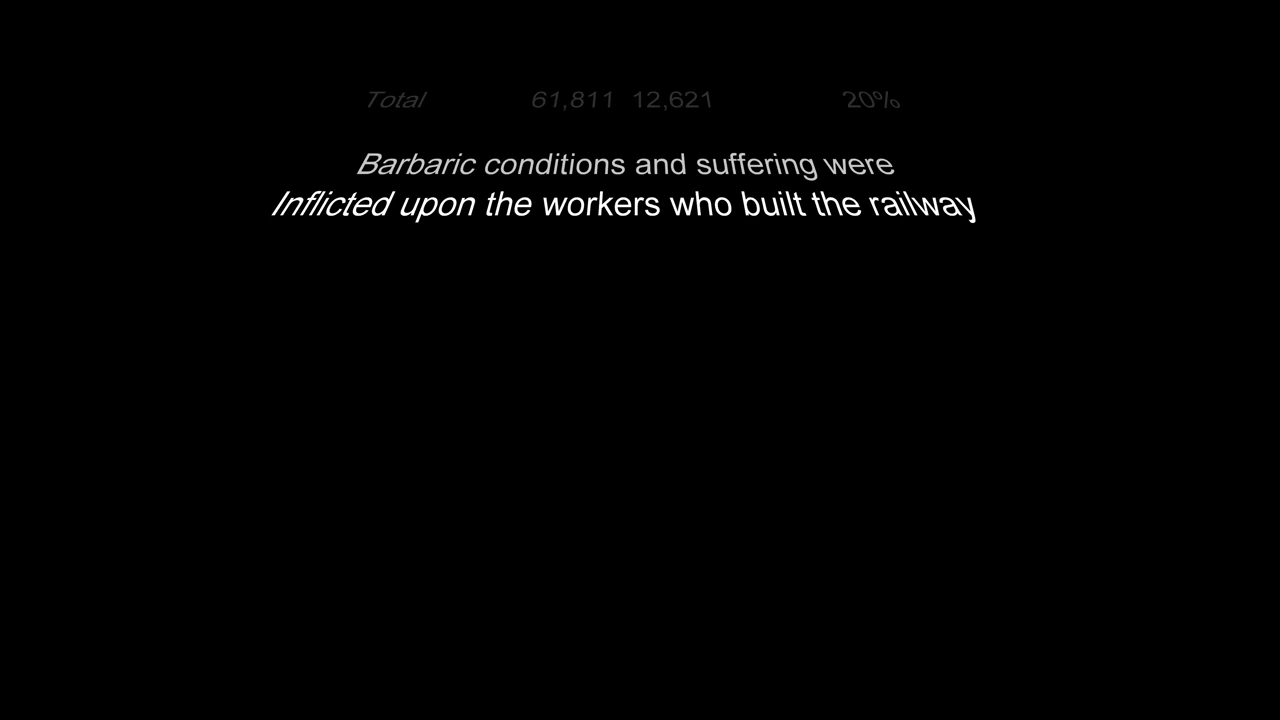 Total 61,811 12,621 20%
Barbaric conditions and suffering were
Inflicted upon the workers who built the railway